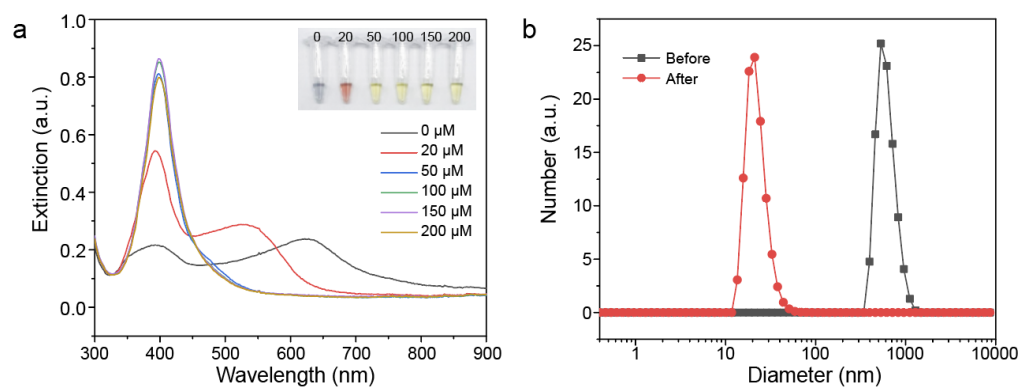 a
Extinction (a.u.)
1.0
0.8
0.6
0.4
0.2
0.0
300 400 500 600 700 800 900
Wavelength (nm)
0 20 50 100 150 200
0 μM
20 μM
50 μM
100 μM
150 μM
200 μM
b
Number (a.u.)
25
20
15
10
5
0
1 10 100 1000 10000
Diameter (nm)
Before
After